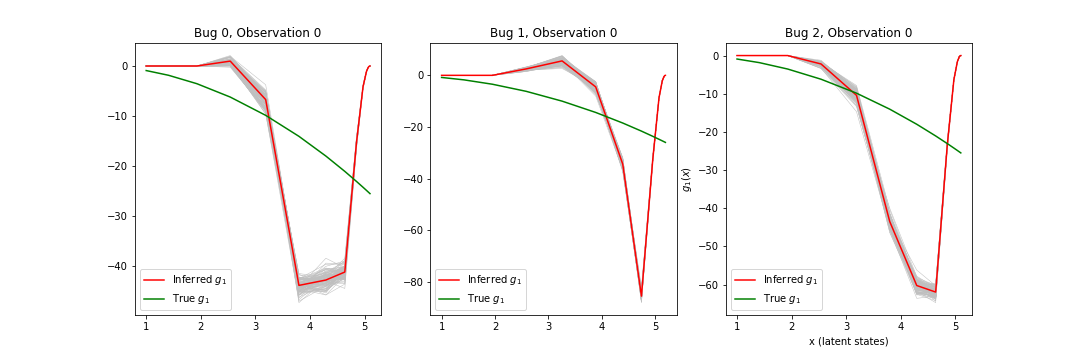 Bug 0, Observation 0
0
−10
−20
−30
−40
1 2 3 4 5
Inferred g₁
True g₁
Bug 1, Observation 0
0
−20
−40
−60
−80
1 2 3 4 5
Inferred g₁
True g₁
Bug 2, Observation 0
g₁(x)
0
−10
−20
−30
−40
−50
−60
1 2 3 4 5
x (latent states)
Inferred g₁
True g₁